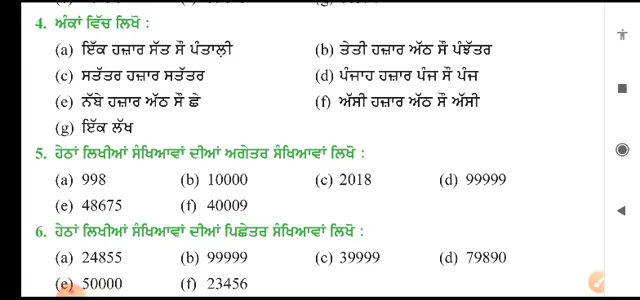 4. ਅੰਕਾਂ ਵਿੱਚ ਲਿਖੋ :
(a) ਇੱਕ ਹਜ਼ਾਰ ਸੱਤ ਸੌ ਪੰਤਾਲ਼ੀ (b) ਤੇਤੀ ਹਜ਼ਾਰ ਅੱਠ ਸੌ ਪੰਝੱਤਰ
(c) ਸਤੱਤਰ ਹਜ਼ਾਰ ਸਤੱਤਰ (d) ਪੰਜਾਹ ਹਜ਼ਾਰ ਪੰਜ ਸੌ ਪੰਜ
(e) ਨੱਬੇ ਹਜ਼ਾਰ ਅੱਠ ਸੌ ਛੇ (f) ਅੱਸੀ ਹਜ਼ਾਰ ਅੱਠ ਸੌ ਅੱਸੀ
(g) ਇੱਕ ਲੱਖ
5. ਹੇਠਾਂ ਲਿਖੀਆਂ ਸੰਖਿਆਵਾਂ ਦੀਆਂ ਅਗੇਤਰ ਸੰਖਿਆਵਾਂ ਲਿਖੋ :
(a) 998 (b) 10000 (c) 2018 (d) 99999
(e) 48675 (f) 40009
6. ਹੇਠਾਂ ਲਿਖੀਆਂ ਸੰਖਿਆਵਾਂ ਦੀਆਂ ਪਿਛੇਤਰ ਸੰਖਿਆਵਾਂ ਲਿਖੋ :
(a) 24855 (b) 99999 (c) 39999 (d) 79890
(e) 50000 (f) 23456